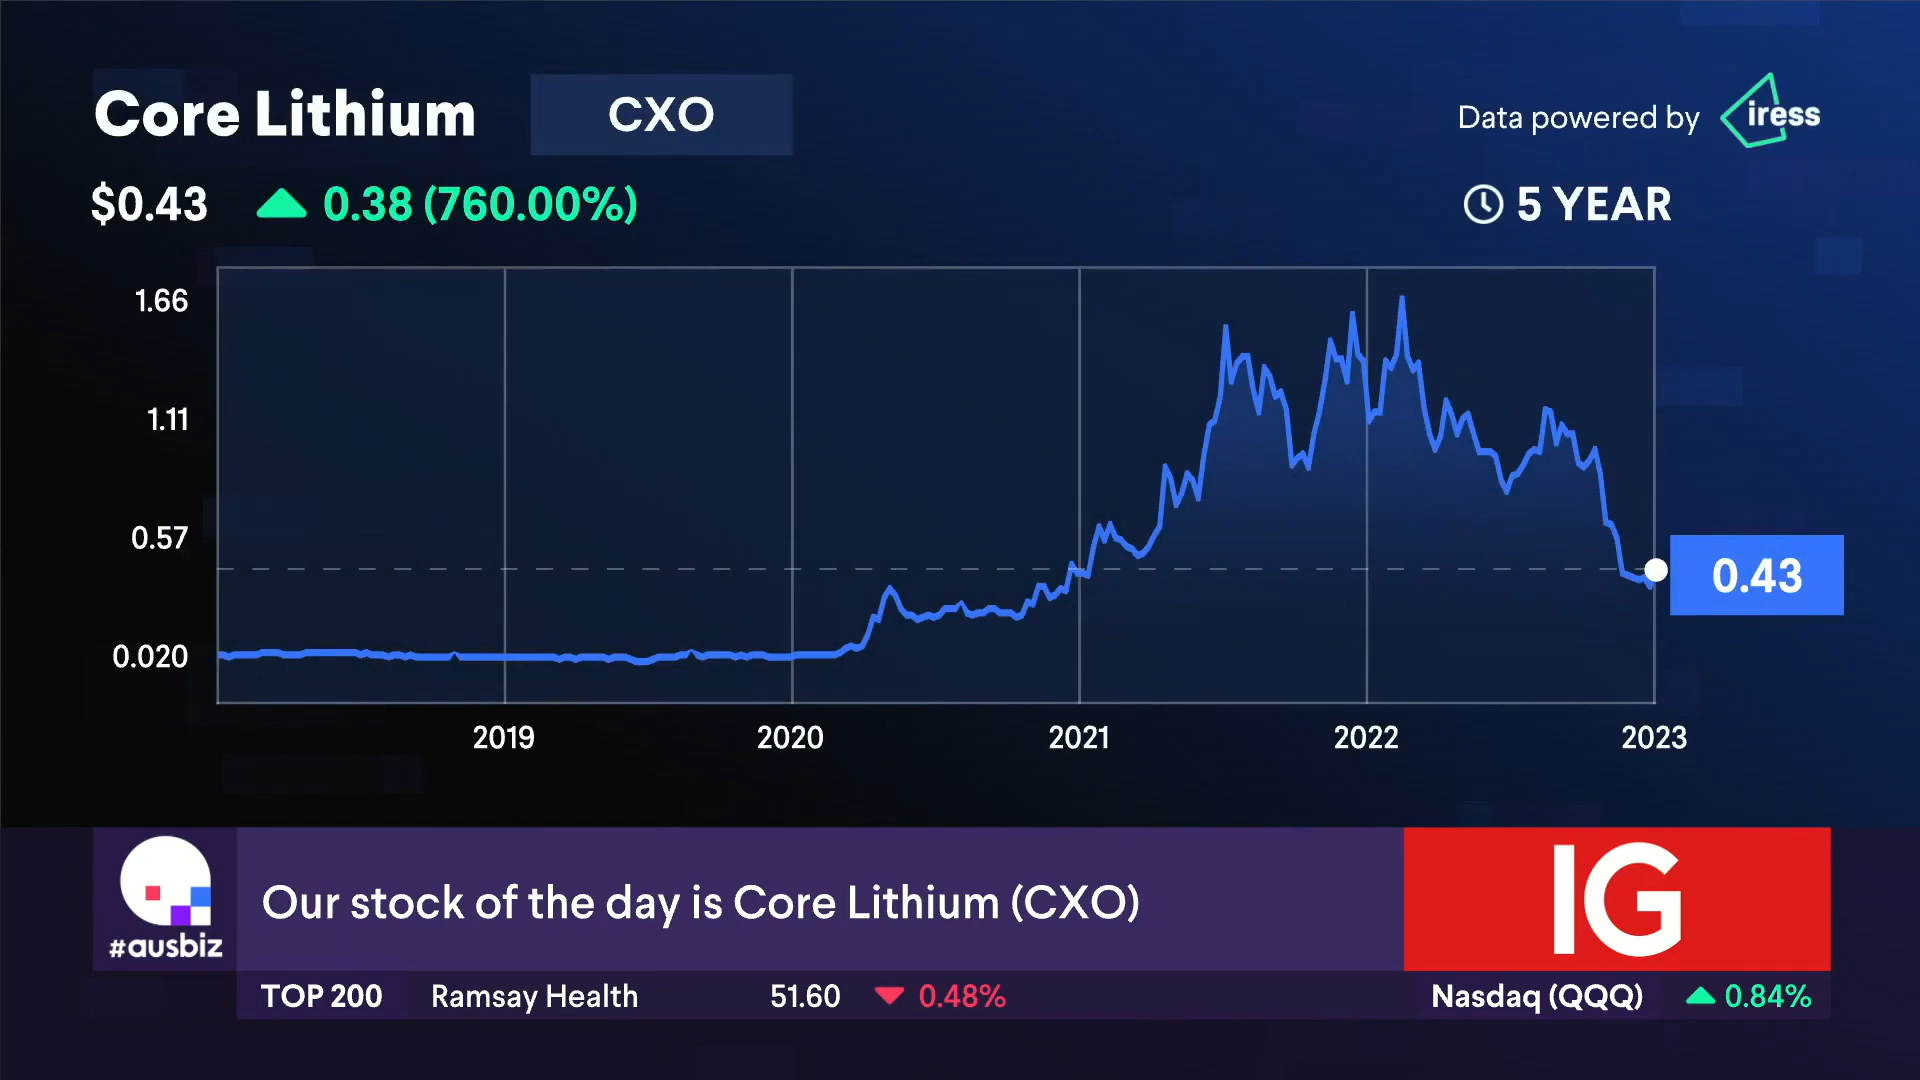 Core Lithium CXO Data powered by iress
$0.43 0.38 (760.00%) 5 YEAR
1.66
1.11
0.57
0.43
0.020
2019 2020 2021 2022 2023
Our stock of the day is Core Lithium (CXO)
IG
#ausbiz
TOP 200 Ramsay Health 51.60 0.48% Nasdaq (QQQ) 0.84%